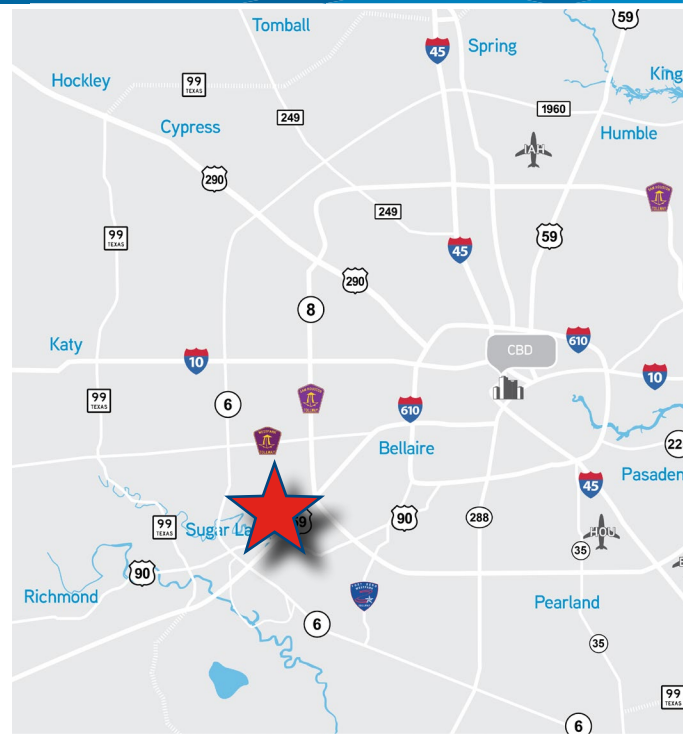 59
Tomball
45
Spring
King
Hockley
99
TEXAS
249
1960
Cypress
Humble
IAH
290
249
99
TEXAS
59
45
290
8
Katy
10
CBD
610
10
99
TEXAS
6
610
22
Bellaire
Pasaden
45
Sugar La
99
TEXAS
90
288
HOU
35
90
Richmond
Pearland
6
35
99
TEXAS
6